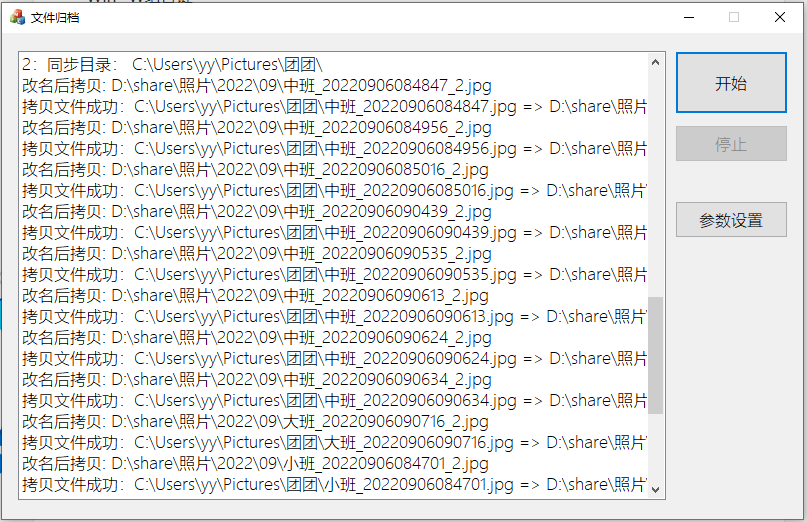 文件归档
2：同步目录： C:\Users\yy\Pictures\团团\
改名后拷贝: D:\share\照片\2022\09\中班_20220906084847_2.jpg
拷贝文件成功：C:\Users\yy\Pictures\团团\中班_20220906084847.jpg => D:\share\照片
改名后拷贝: D:\share\照片\2022\09\中班_20220906084956_2.jpg
拷贝文件成功：C:\Users\yy\Pictures\团团\中班_20220906084956.jpg => D:\share\照片
改名后拷贝: D:\share\照片\2022\09\中班_20220906085016_2.jpg
拷贝文件成功：C:\Users\yy\Pictures\团团\中班_20220906085016.jpg => D:\share\照片\
改名后拷贝: D:\share\照片\2022\09\中班_20220906090439_2.jpg
拷贝文件成功：C:\Users\yy\Pictures\团团\中班_20220906090439.jpg => D:\share\照片
改名后拷贝: D:\share\照片\2022\09\中班_20220906090535_2.jpg
拷贝文件成功：C:\Users\yy\Pictures\团团\中班_20220906090535.jpg => D:\share\照片
改名后拷贝: D:\share\照片\2022\09\中班_20220906090613_2.jpg
拷贝文件成功：C:\Users\yy\Pictures\团团\中班_20220906090613.jpg => D:\share\照片\
改名后拷贝: D:\share\照片\2022\09\中班_20220906090624_2.jpg
拷贝文件成功：C:\Users\yy\Pictures\团团\中班_20220906090624.jpg => D:\share\照片
改名后拷贝: D:\share\照片\2022\09\中班_20220906090634_2.jpg
拷贝文件成功：C:\Users\yy\Pictures\团团\中班_20220906090634.jpg => D:\share\照片
改名后拷贝: D:\share\照片\2022\09\大班_20220906090716_2.jpg
拷贝文件成功：C:\Users\yy\Pictures\团团\大班_20220906090716.jpg => D:\share\照片\
改名后拷贝: D:\share\照片\2022\09\小班_20220906084701_2.jpg
拷贝文件成功：C:\Users\yy\Pictures\团团\小班_20220906084701.jpg => D:\share\照片\
开始
停止
参数设置